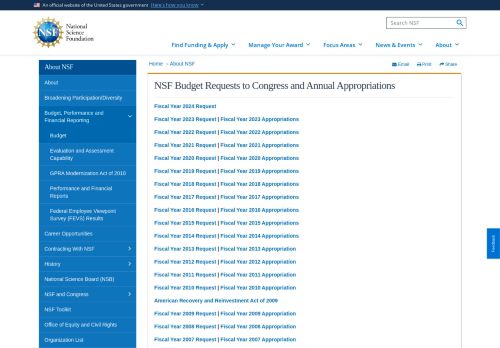 An official website of the United States government Here's how you know
NSF
National
Science
Foundation
Search NSF
Find Funding & Apply
Manage Your Award
Focus Areas
News & Events
About
About NSF
About
Broadening Participation/Diversity
Budget, Performance and
Financial Reporting
Budget
Evaluation and Assessment
Capability
GPRA Modernization Act of 2010
Performance and Financial
Reports
Federal Employee Viewpoint
Survey (FEVS) Results
Career Opportunities
Contracting With NSF
History
National Science Board (NSB)
NSF and Congress
NSF Toolkit
Office of Equity and Civil Rights
Organization List
Home
About NSF
Email
Print
Share
NSF Budget Requests to Congress and Annual Appropriations
Fiscal Year 2024 Request
Fiscal Year 2023 Request | Fiscal Year 2023 Appropriations
Fiscal Year 2022 Request | Fiscal Year 2022 Appropriations
Fiscal Year 2021 Request | Fiscal Year 2021 Appropriations
Fiscal Year 2020 Request | Fiscal Year 2020 Appropriations
Fiscal Year 2019 Request | Fiscal Year 2019 Appropriations
Fiscal Year 2018 Request | Fiscal Year 2018 Appropriations
Fiscal Year 2017 Request | Fiscal Year 2017 Appropriations
Fiscal Year 2016 Request | Fiscal Year 2016 Appropriations
Fiscal Year 2015 Request | Fiscal Year 2015 Appropriations
Fiscal Year 2014 Request | Fiscal Year 2014 Appropriations
Fiscal Year 2013 Request | Fiscal Year 2013 Appropriation
Fiscal Year 2012 Request | Fiscal Year 2012 Appropriation
Fiscal Year 2011 Request | Fiscal Year 2011 Appropriation
Fiscal Year 2010 Request | Fiscal Year 2010 Appropriation
American Recovery and Reinvestment Act of 2009
Fiscal Year 2009 Request | Fiscal Year 2009 Appropriation
Fiscal Year 2008 Request | Fiscal Year 2008 Appropriation
Fiscal Year 2007 Request | Fiscal Year 2007 Appropriation
Feedback